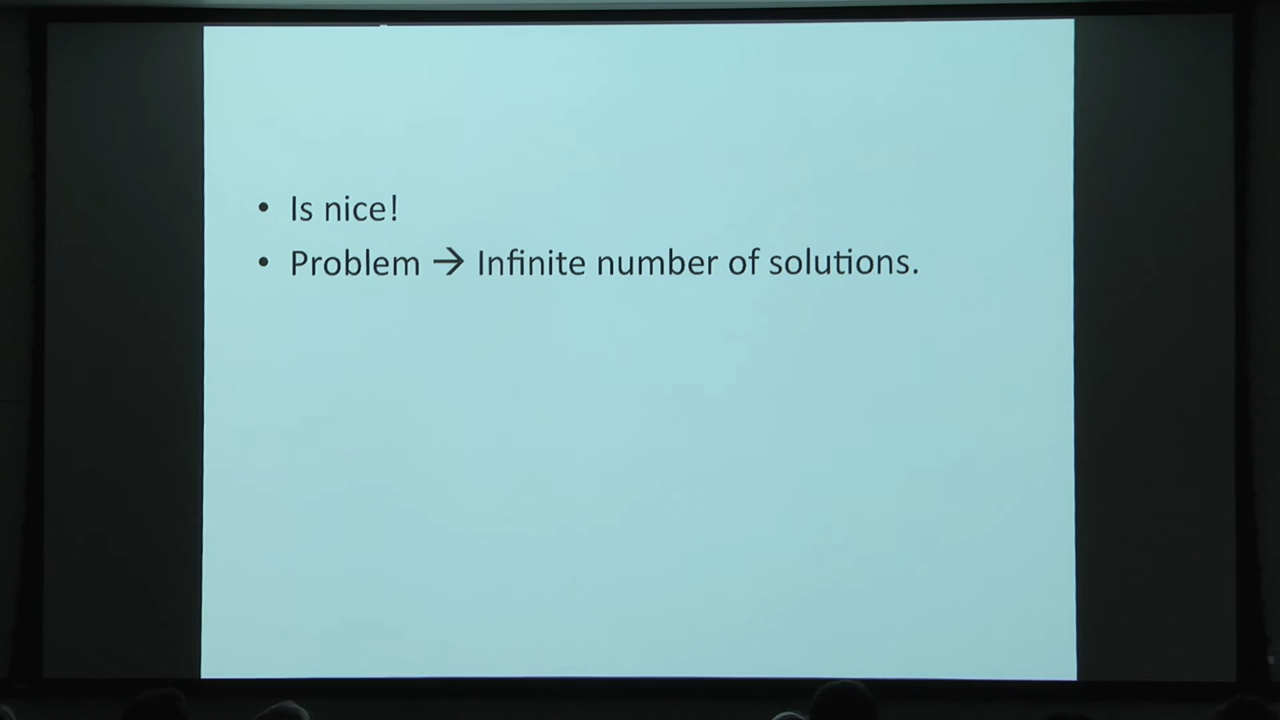 • Is nice!
• Problem → Infinite number of solutions.